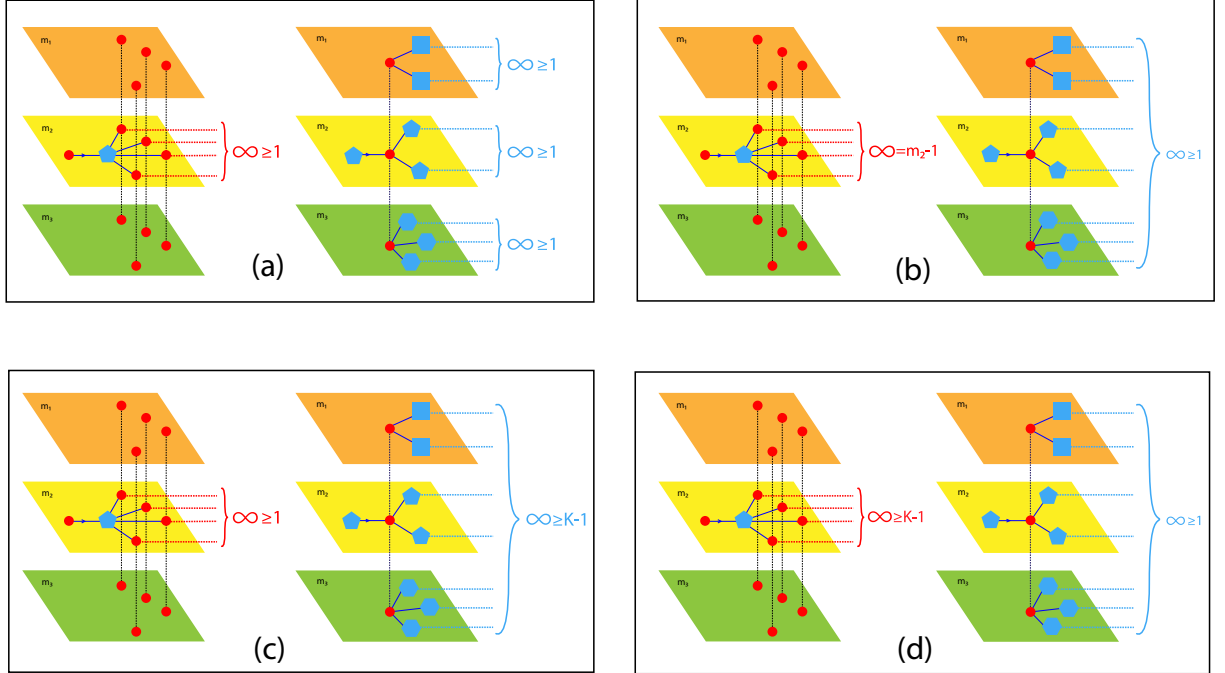 m₁
m₁
∞ ≥ 1
m₂
∞ ≥ 1
m₂
∞ ≥ 1
m₃
m₃
∞ ≥ 1
(a)
m₁
m₁
m₂
∞=m₂-1
m₂
∞ ≥ 1
m₃
m₃
(b)
m₁
m₁
m₂
∞ ≥ 1
m₂
∞ ≥ K-1
m₃
m₃
(c)
m₁
m₁
m₂
∞ ≥ K-1
m₂
∞ ≥ 1
m₃
m₃
(d)